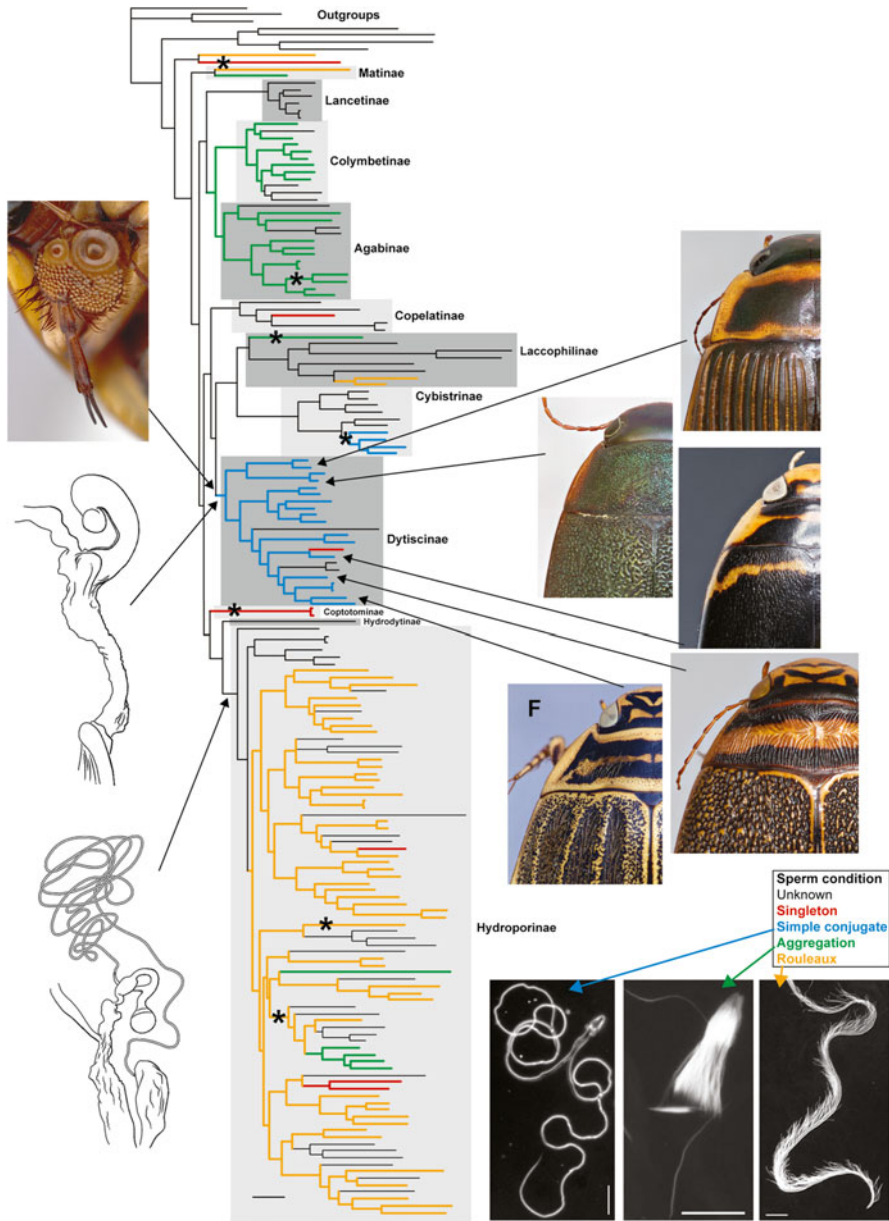 Outgroups
*
Matinae
Lancetinae
Colymbetinae
Agabinae
*
Copelatinae
*
Laccophilinae
Cybistrinae
*
Dytiscinae
*
Coptotominae
Hydrodytinae
F
*
Hydroporinae
*
Sperm condition
Unknown
Singleton
Simple conjugate
Aggregation
Rouleaux